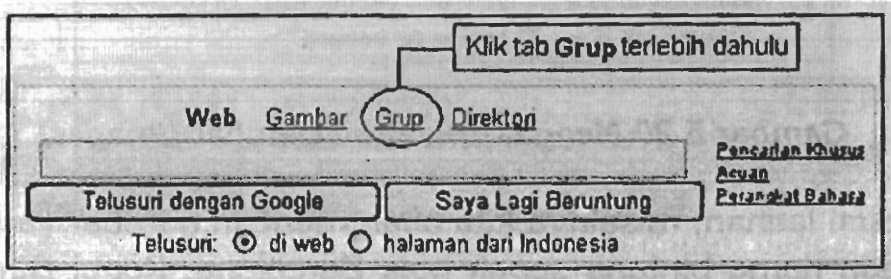 Klik tab Grup terlebih dahulu
Web Gambar Grup Direktori
Pencarian Khusus
Acuan
Perangkat Bahasa
Telusuri dengan Google Saya Lagi Beruntung
Telusuri: di web halaman dari Indonesia